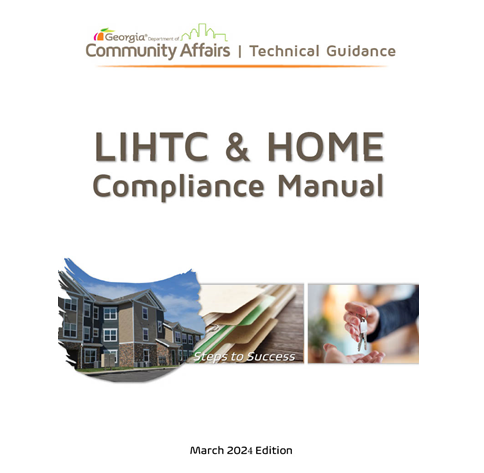 Georgia® Department of
Community Affairs | Technical Guidance
LIHTC & HOME
Compliance Manual
Steps to Success
March 2024 Edition